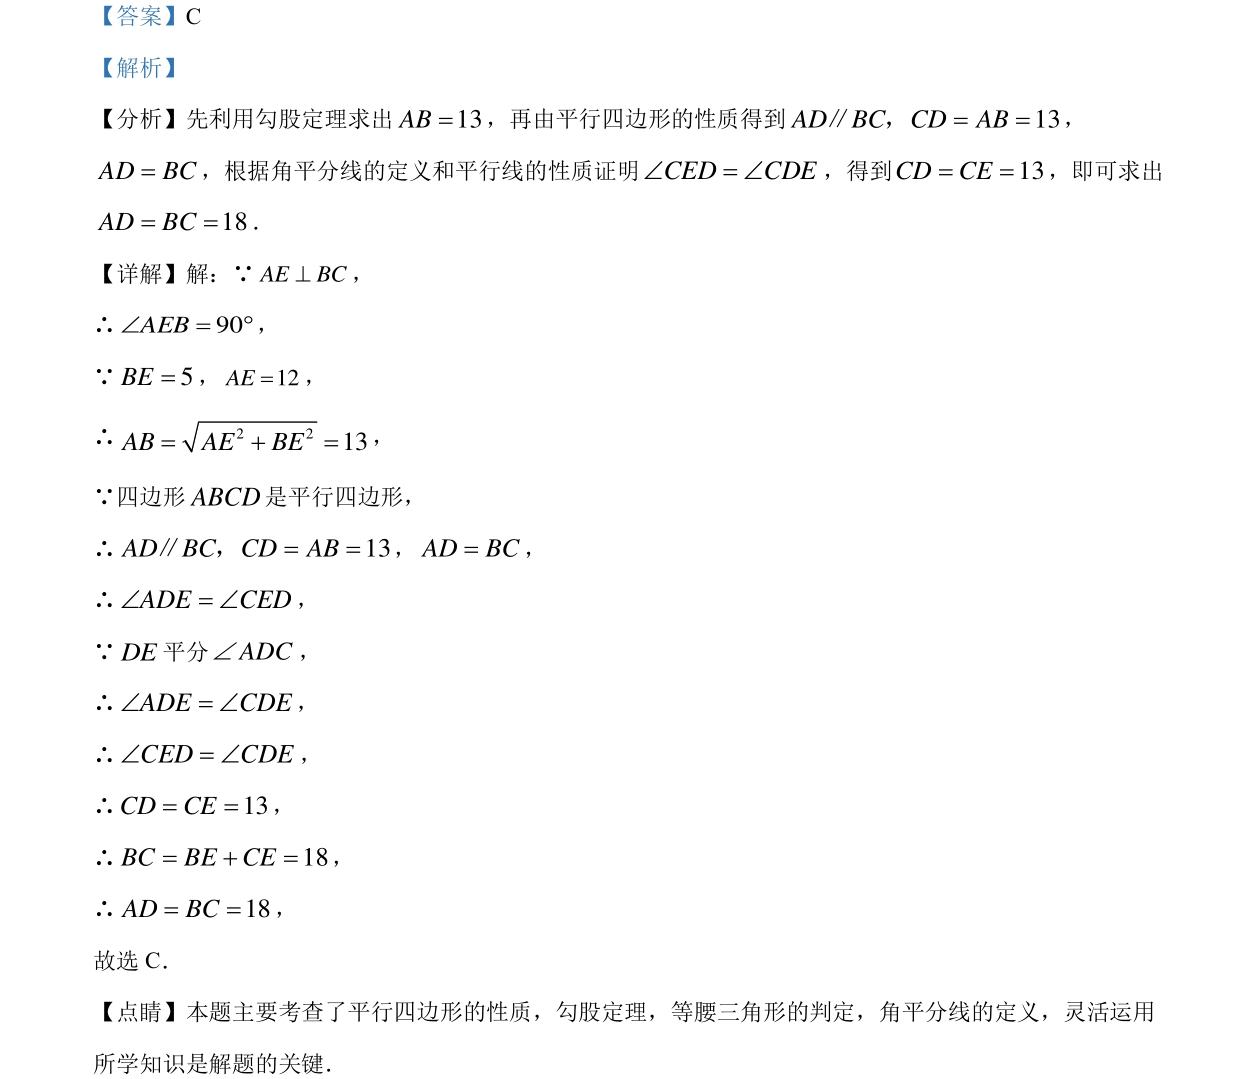 【答案】C
【解析】
【分析】先利用勾股定理求出 AB=13，再由平行四边形的性质得到 AD∥BC，CD=AB=13，
AD=BC，根据角平分线的定义和平行线的性质证明∠CED=∠CDE，得到CD=CE=13，即可求出
AD=BC=18．
【详解】解：∵AE⊥BC，
∴∠AEB=90°，
∵BE=5，AE=12，
∴AB=√(AE²+BE²)=13，
∵四边形 ABCD 是平行四边形，
∴AD∥BC，CD=AB=13，AD=BC，
∴∠ADE=∠CED，
∵DE 平分∠ADC，
∴∠ADE=∠CDE，
∴∠CED=∠CDE，
∴CD=CE=13，
∴BC=BE+CE=18，
∴AD=BC=18，
故选 C．
【点睛】本题主要考查了平行四边形的性质，勾股定理，等腰三角形的判定，角平分线的定义，灵活运用
所学知识是解题的关键．